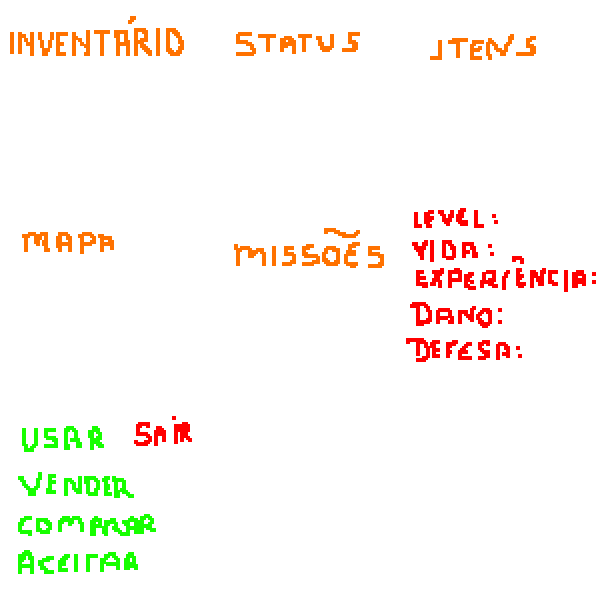 INVENTÁRIO STATUS ITENS
MAPA MISSÕES
LEVEL:
VIDA:
EXPERIÊNCIA:
DANO:
DEFESA:
USAR SAIR
VENDER
COMPRAR
ACEITAR